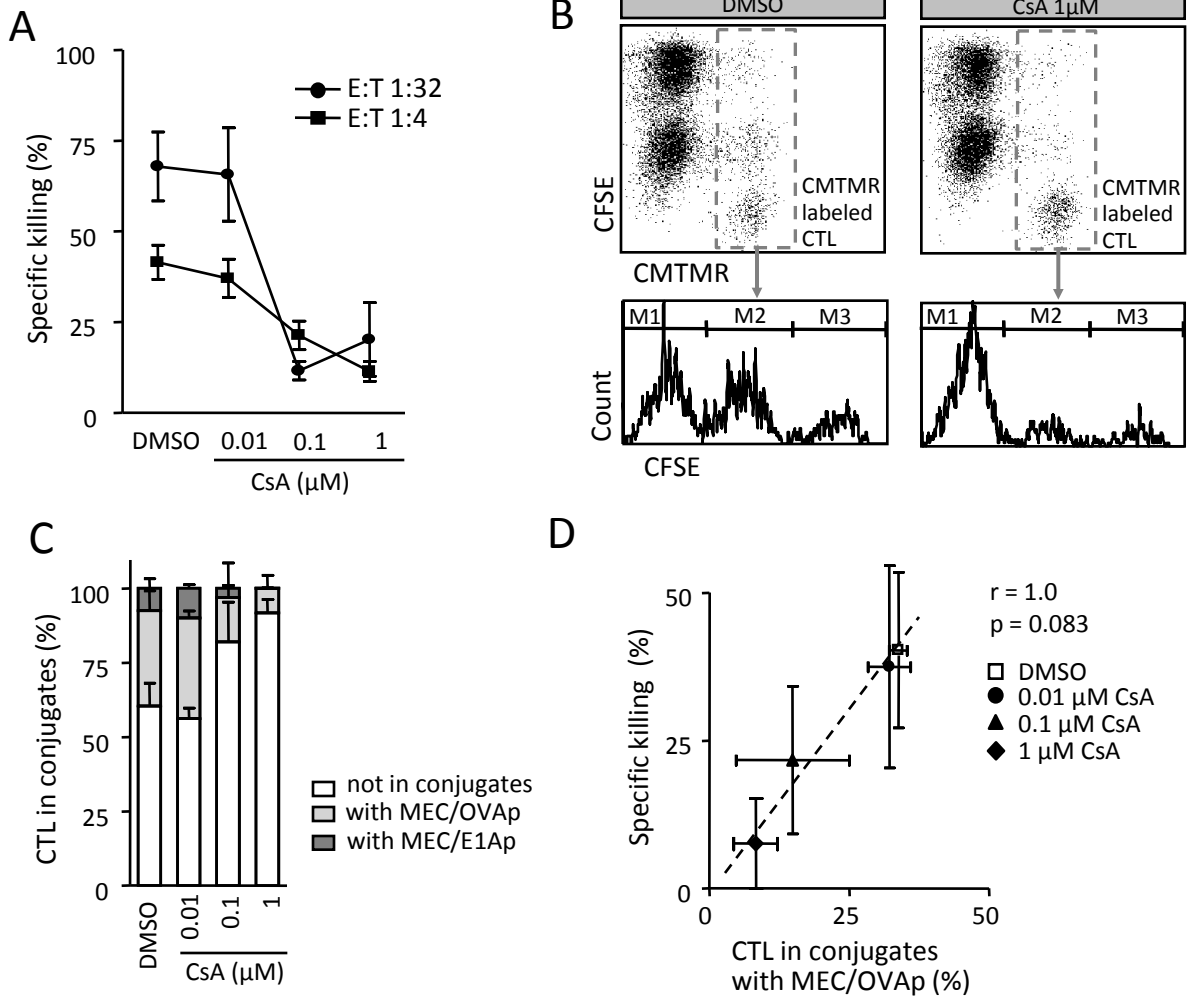 A
100
75
50
25
0
Specific killing (%)
E:T 1:32
E:T 1:4
DMSO
0.01
0.1
1
CsA (μM)
B
DMSO
CsA 1μM
CFSE
CMTMR
labeled
CTL
CMTMR
labeled
CTL
CMTMR
M1
M2
M3
M1
M2
M3
Count
CFSE
C
100
75
50
25
0
CTL in conjugates (%)
DMSO
0.01
0.1
1
CsA (μM)
not in conjugates
with MEC/OVAp
with MEC/E1Ap
D
50
25
0
Specific killing (%)
0
25
50
CTL in conjugates
with MEC/OVAp (%)
r = 1.0
p = 0.083
DMSO
0.01 μM CsA
0.1 μM CsA
1 μM CsA